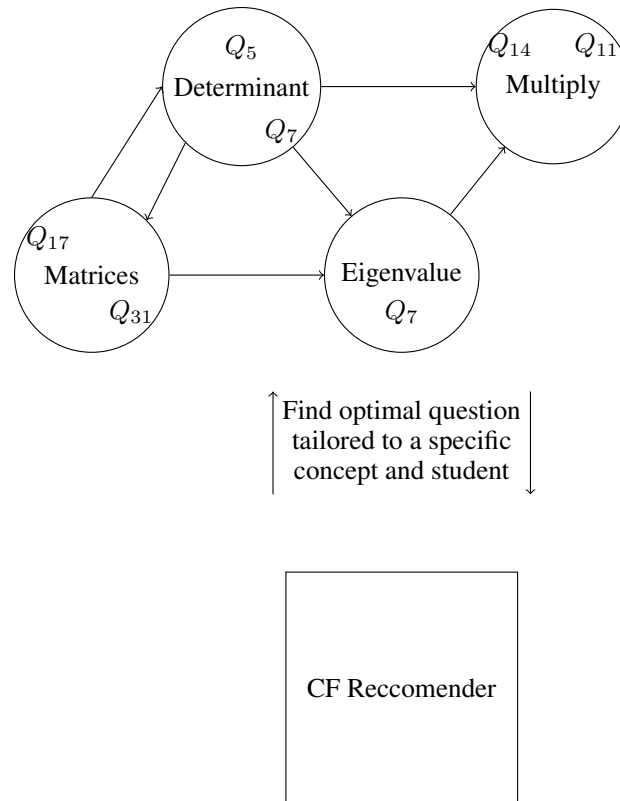 Q5
Determinant
Q7
Q14 Q11
Multiply
Q17
Matrices
Q31
Eigenvalue
Q7
Find optimal question
tailored to a specific
concept and student
CF Reccomender